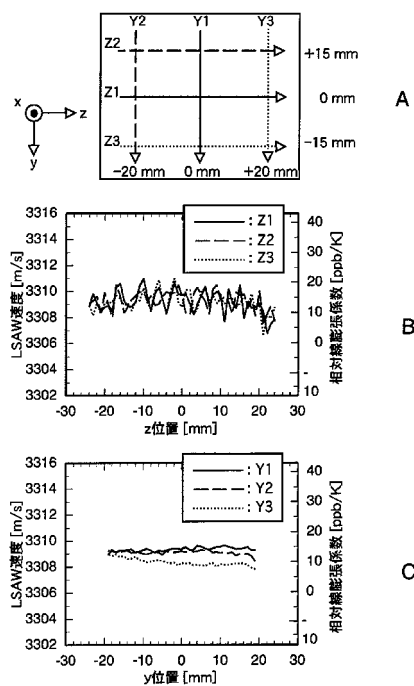 Y2 Y1 Y3
Z2 +15 mm
Z1 0 mm
Z3 -15 mm
-20 mm 0 mm +20 mm
x
z
y
A
3316
3314
3312
3310
3308
3306
3304
3302
LSAW速度 [m/s]
: Z1
: Z2
: Z3
40
30
20
10
0
-
10
相対線膨張係数 [ppb/K]
-30 -20 -10 0 10 20 30
z位置 [mm]
B
3316
3314
3312
3310
3308
3306
3304
3302
LSAW速度 [m/s]
: Y1
: Y2
: Y3
40
30
20
10
0
-
10
相対線膨張係数 [ppb/K]
-30 -20 -10 0 10 20 30
y位置 [mm]
C